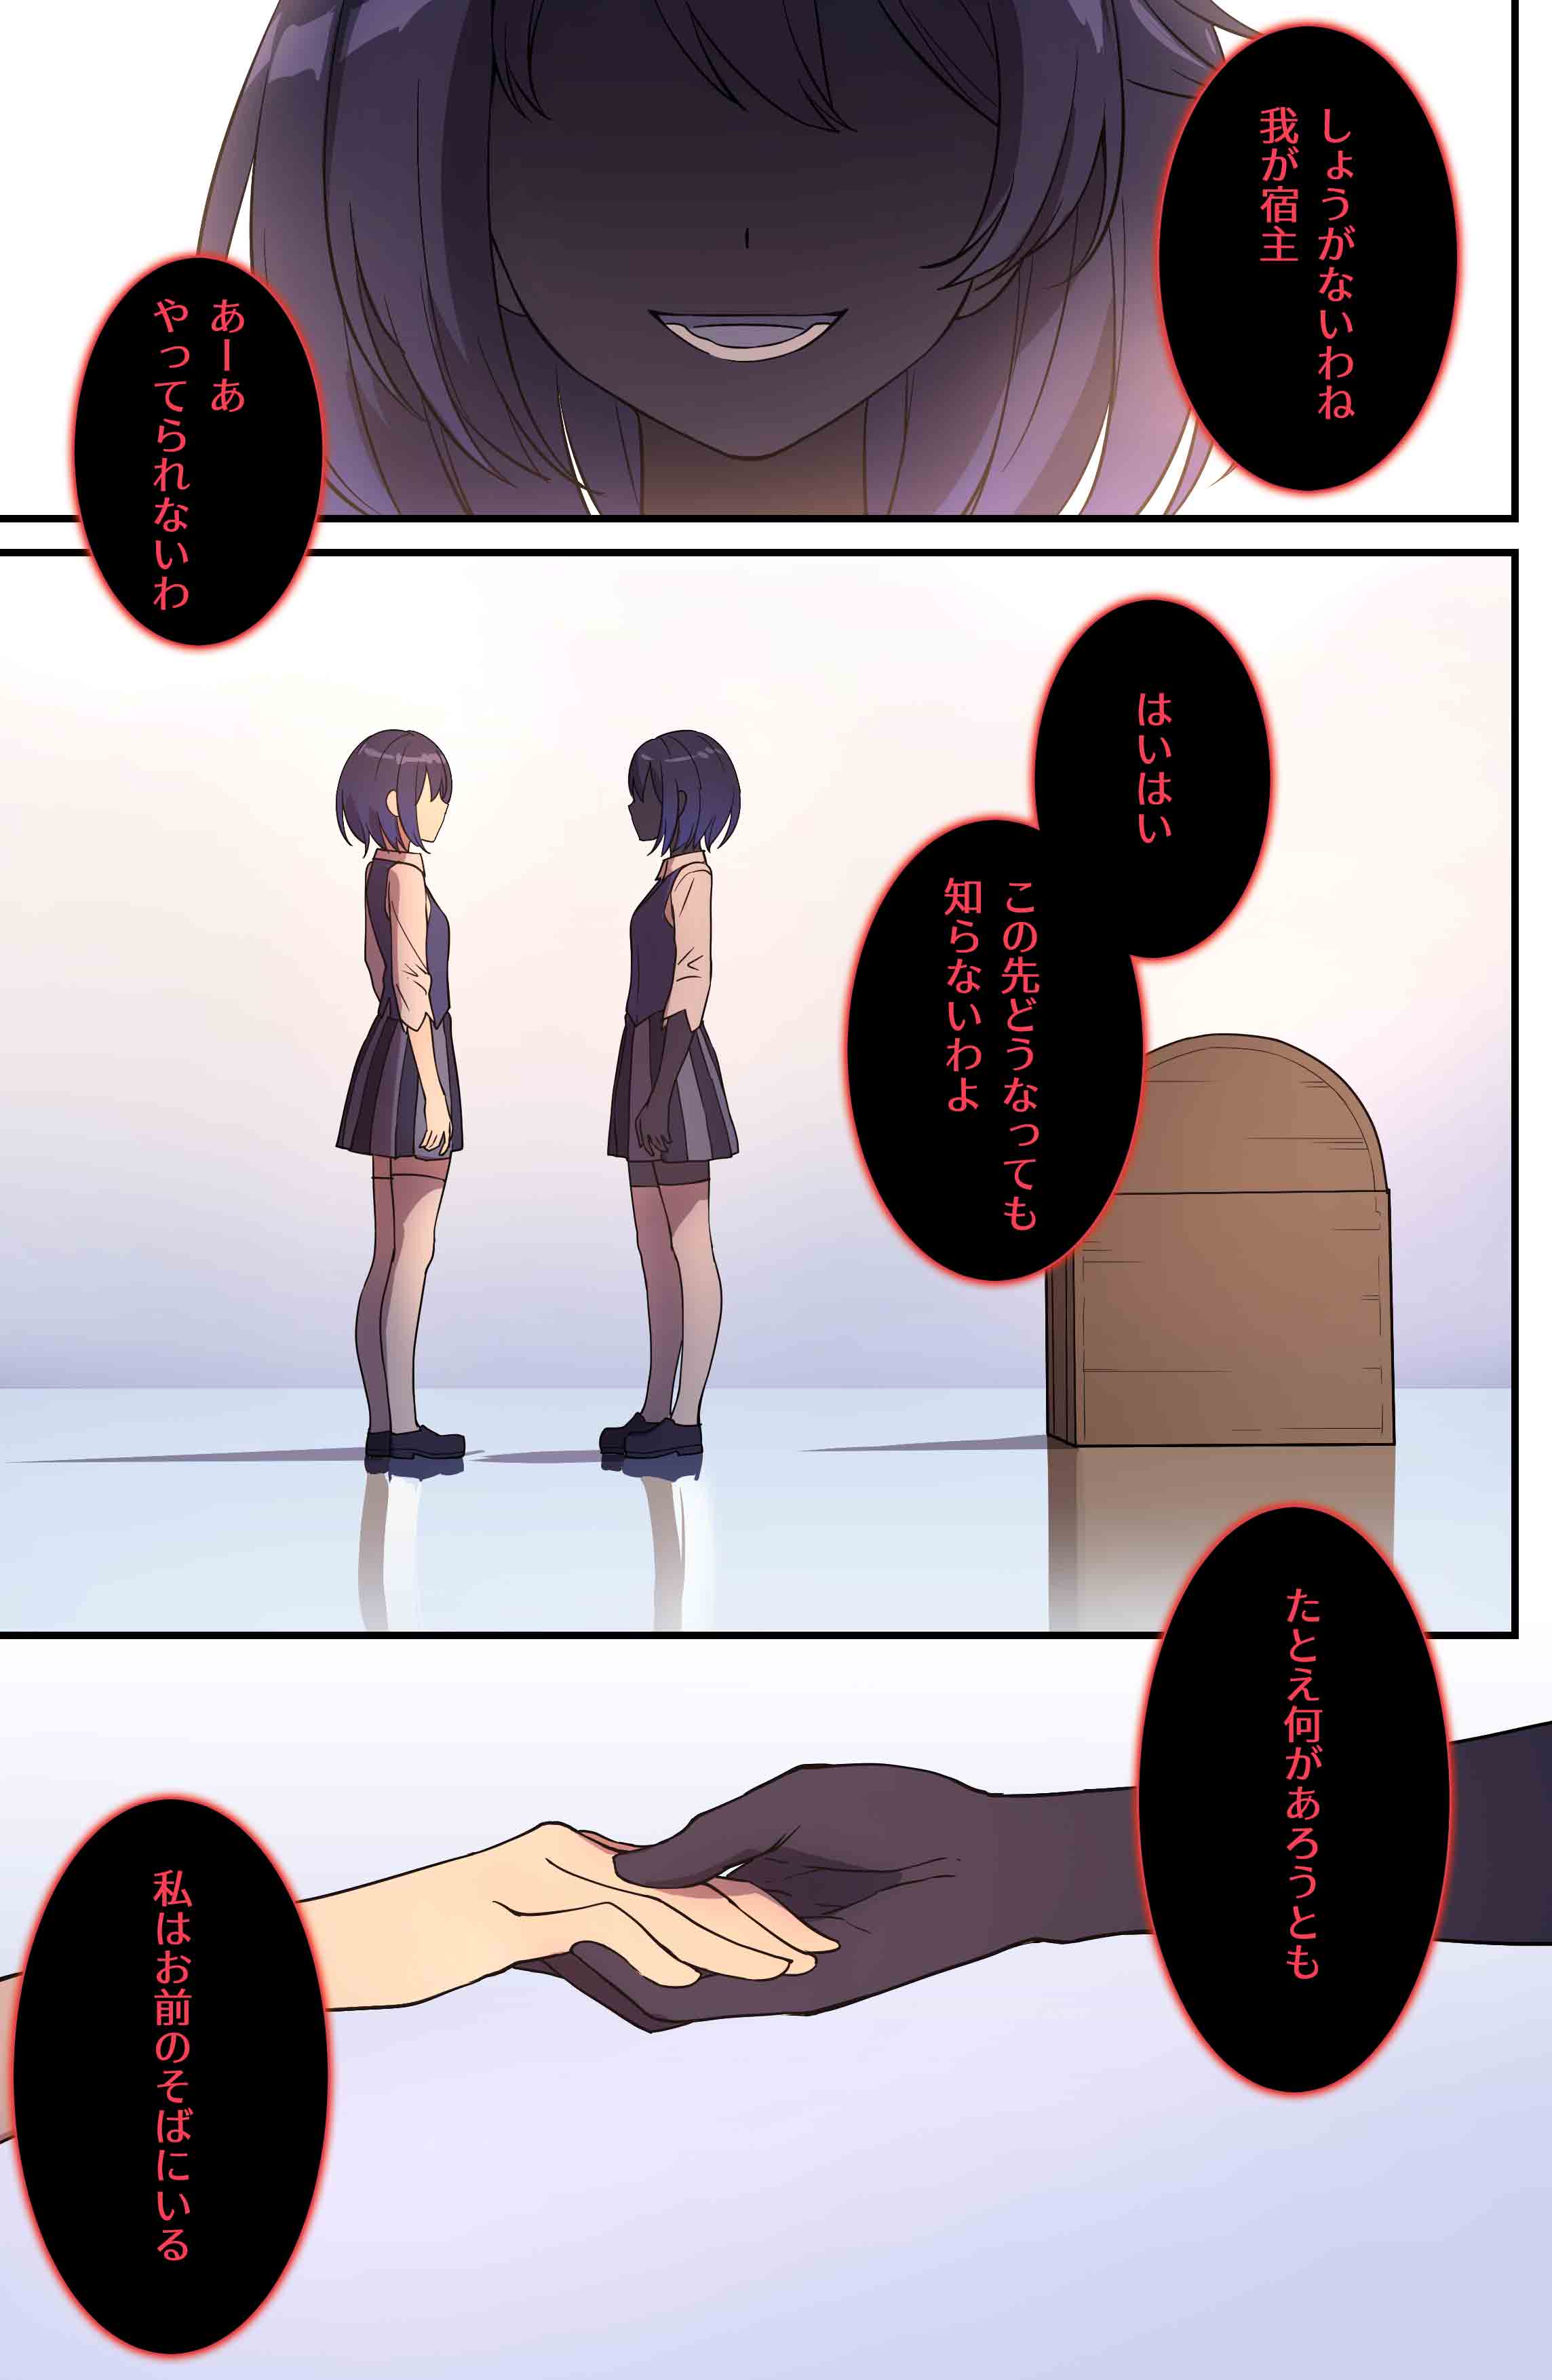 しょうがないわね
我が宿主
あーあ
やってられないわ
はいはい
この先どうなっても
知らないわよ
たとえ何があろうとも
私はお前のそばにいる